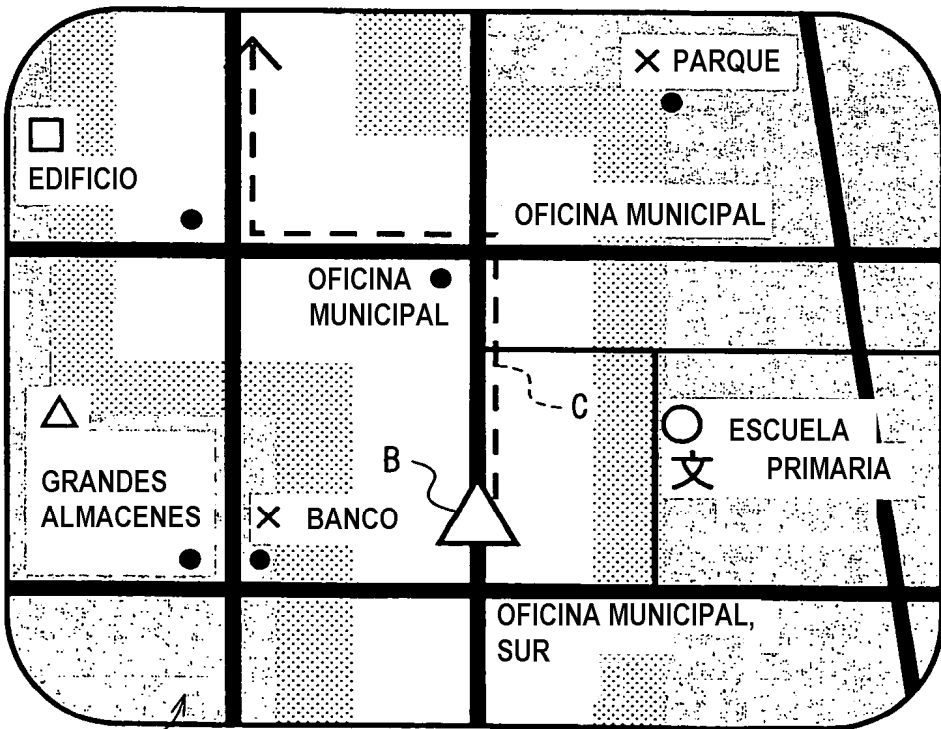 × PARQUE
EDIFICIO
OFICINA MUNICIPAL
OFICINA
MUNICIPAL
C
ESCUELA
文 PRIMARIA
B
GRANDES
ALMACENES
× BANCO
OFICINA MUNICIPAL,
SUR